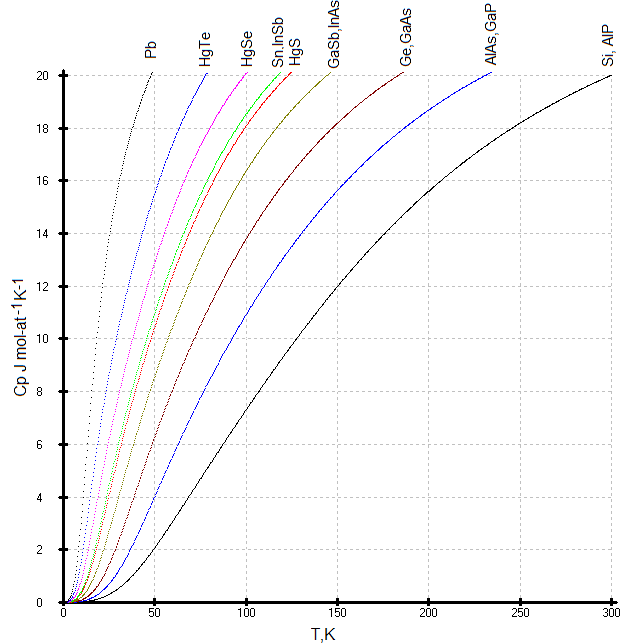 Pb
HgTe
HgSe
Sn.InSb
HgS
GaSb,InAs
Ge,GaAs
AlAs,GaP
Si, AlP
20
18
16
14
12
10
8
6
4
2
0
Cp J mol-at⁻¹K⁻¹
0 50 100 150 200 250 300
T,K